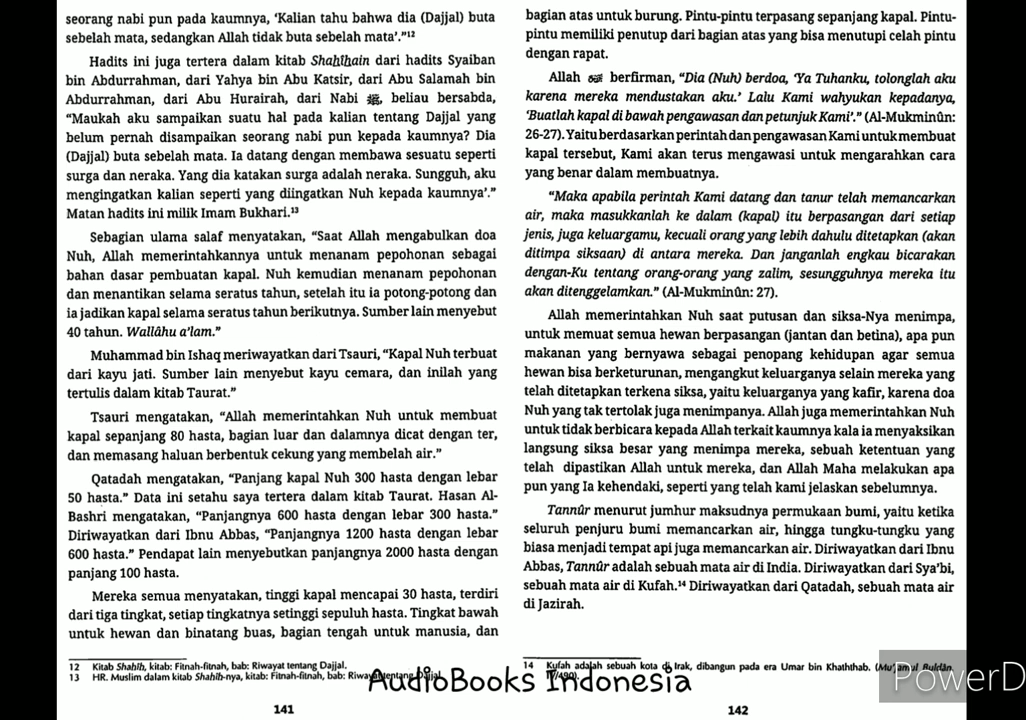 seorang nabi pun pada kaumnya, ‘Kalian tahu bahwa dia (Dajjal) buta
sebelah mata, sedangkan Allah tidak buta sebelah mata’.”12
Hadits ini juga tertera dalam kitab Shahîhain dari hadits Syaiban
bin Abdurrahman, dari Yahya bin Abu Katsir, dari Abu Salamah bin
Abdurrahman, dari Abu Hurairah, dari Nabi ﷺ, beliau bersabda,
“Maukah aku sampaikan suatu hal pada kalian tentang Dajjal yang
belum pernah disampaikan seorang nabi pun kepada kaumnya? Dia
(Dajjal) buta sebelah mata. Ia datang dengan membawa sesuatu seperti
surga dan neraka. Yang dia katakan surga adalah neraka. Sungguh, aku
mengingatkan kalian seperti yang diingatkan Nuh kepada kaumnya’.”
Matan hadits ini milik Imam Bukhari.13
Sebagian ulama salaf menyatakan, “Saat Allah mengabulkan doa
Nuh, Allah memerintahkannya untuk menanam pepohonan sebagai
bahan dasar pembuatan kapal. Nuh kemudian menanam pepohonan
dan menantikan selama seratus tahun, setelah itu ia potong-potong dan
ia jadikan kapal selama seratus tahun berikutnya. Sumber lain menyebut
40 tahun. Wallâhu a’lam.”
Muhammad bin Ishaq meriwayatkan dari Tsauri, “Kapal Nuh terbuat
dari kayu jati. Sumber lain menyebut kayu cemara, dan inilah yang
tertulis dalam kitab Taurat.”
Tsauri mengatakan, “Allah memerintahkan Nuh untuk membuat
kapal sepanjang 80 hasta, bagian luar dan dalamnya dicat dengan ter,
dan memasang haluan berbentuk cekung yang membelah air.”
Qatadah mengatakan, “Panjang kapal Nuh 300 hasta dengan lebar
50 hasta.” Data ini setahu saya tertera dalam kitab Taurat. Hasan Al-
Bashri mengatakan, “Panjangnya 600 hasta dengan lebar 300 hasta.”
Diriwayatkan dari Ibnu Abbas, “Panjangnya 1200 hasta dengan lebar
600 hasta.” Pendapat lain menyebutkan panjangnya 2000 hasta dengan
panjang 100 hasta.
Mereka semua menyatakan, tinggi kapal mencapai 30 hasta, terdiri
dari tiga tingkat, setiap tingkatnya setinggi sepuluh hasta. Tingkat bawah
untuk hewan dan binatang buas, bagian tengah untuk manusia, dan
12 Kitab Shahîh, kitab: Fitnah-fitnah, bab: Riwayat tentang Dajjal.
13 HR. Muslim dalam kitab Shahîh-nya, kitab: Fitnah-fitnah, bab: Riwayat tentang Dajjal.
141
bagian atas untuk burung. Pintu-pintu terpasang sepanjang kapal. Pintu-
pintu memiliki penutup dari bagian atas yang bisa menutupi celah pintu
dengan rapat.
Allah berfirman, “Dia (Nuh) berdoa, ‘Ya Tuhanku, tolonglah aku
karena mereka mendustakan aku.’ Lalu Kami wahyukan kepadanya,
‘Buatlah kapal di bawah pengawasan dan petunjuk Kami’.” (Al-Mukminûn:
26-27). Yaitu berdasarkan perintah dan pengawasan Kami untuk membuat
kapal tersebut, Kami akan terus mengawasi untuk mengarahkan cara
yang benar dalam membuatnya.
“Maka apabila perintah Kami datang dan tanur telah memancarkan
air, maka masukkanlah ke dalam (kapal) itu berpasangan dari setiap
jenis, juga keluargamu, kecuali orang yang lebih dahulu ditetapkan (akan
ditimpa siksaan) di antara mereka. Dan janganlah engkau bicarakan
dengan-Ku tentang orang-orang yang zalim, sesungguhnya mereka itu
akan ditenggelamkan.” (Al-Mukminûn: 27).
Allah memerintahkan Nuh saat putusan dan siksa-Nya menimpa,
untuk memuat semua hewan berpasangan (jantan dan betina), apa pun
makanan yang bernyawa sebagai penopang kehidupan agar semua
hewan bisa berketurunan, mengangkut keluarganya selain mereka yang
telah ditetapkan terkena siksa, yaitu keluarganya yang kafir, karena doa
Nuh yang tak tertolak juga menimpanya. Allah juga memerintahkan Nuh
untuk tidak berbicara kepada Allah terkait kaumnya kala ia menyaksikan
langsung siksa besar yang menimpa mereka, sebuah ketentuan yang
telah dipastikan Allah untuk mereka, dan Allah Maha melakukan apa
pun yang Ia kehendaki, seperti yang telah kami jelaskan sebelumnya.
Tannûr menurut jumhur maksudnya permukaan bumi, yaitu ketika
seluruh penjuru bumi memancarkan air, hingga tungku-tungku yang
biasa menjadi tempat api juga memancarkan air. Diriwayatkan dari Ibnu
Abbas, Tannûr adalah sebuah mata air di India. Diriwayatkan dari Sya’bi,
sebuah mata air di Kufah.14 Diriwayatkan dari Qatadah, sebuah mata air
di Jazirah.
14 Kufah adalah sebuah kota di Irak, dibangun pada era Umar bin Khaththab. (Mu’jamul Buldân,
142
AudioBooks Indonesia
PowerD